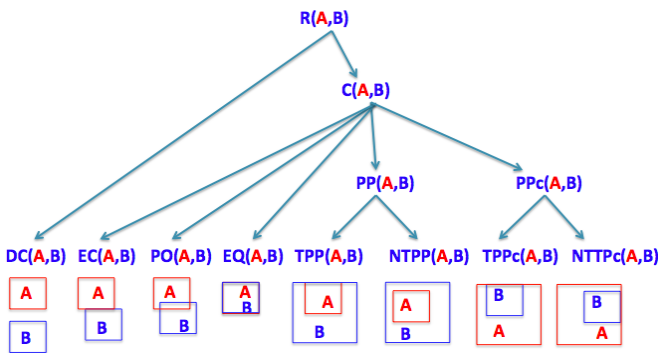 R(A,B)
C(A,B)
PP(A,B) PPc(A,B)
DC(A,B) EC(A,B) PO(A,B) EQ(A,B) TPP(A,B) NTPP(A,B) TPPc(A,B) NTTPc(A,B)
A A A A A A B B
B B B B B B A A